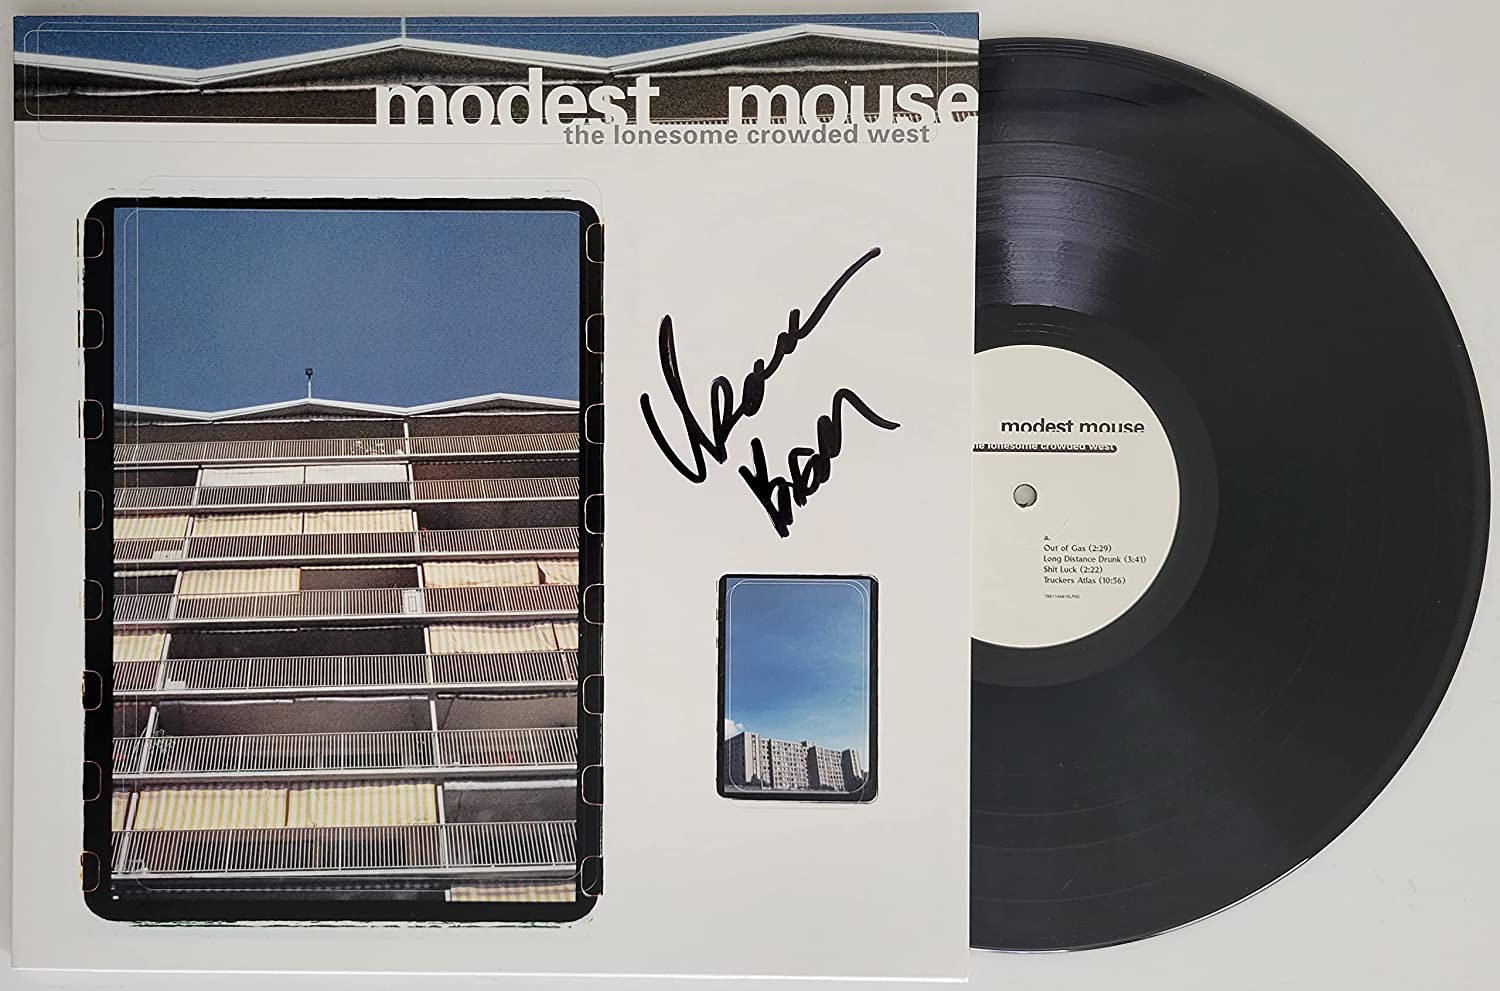 modest mouse
the lonesome crowded west
modest mouse
he lonesome crowded west
a.
Out of Gas (2:29)
Long Distance Drunk (3:41)
Shit Luck (2:22)
Truckers Atlas (10:56)